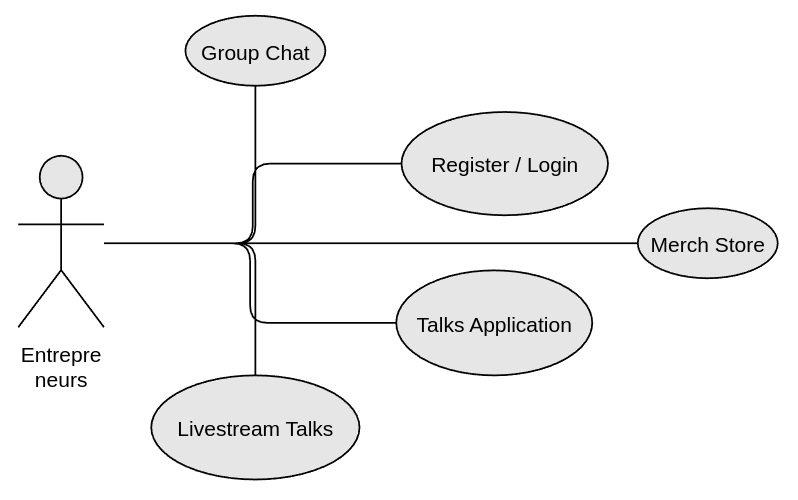 Group Chat
Register / Login
Merch Store
Talks Application
Entrepre
neurs
Livestream Talks